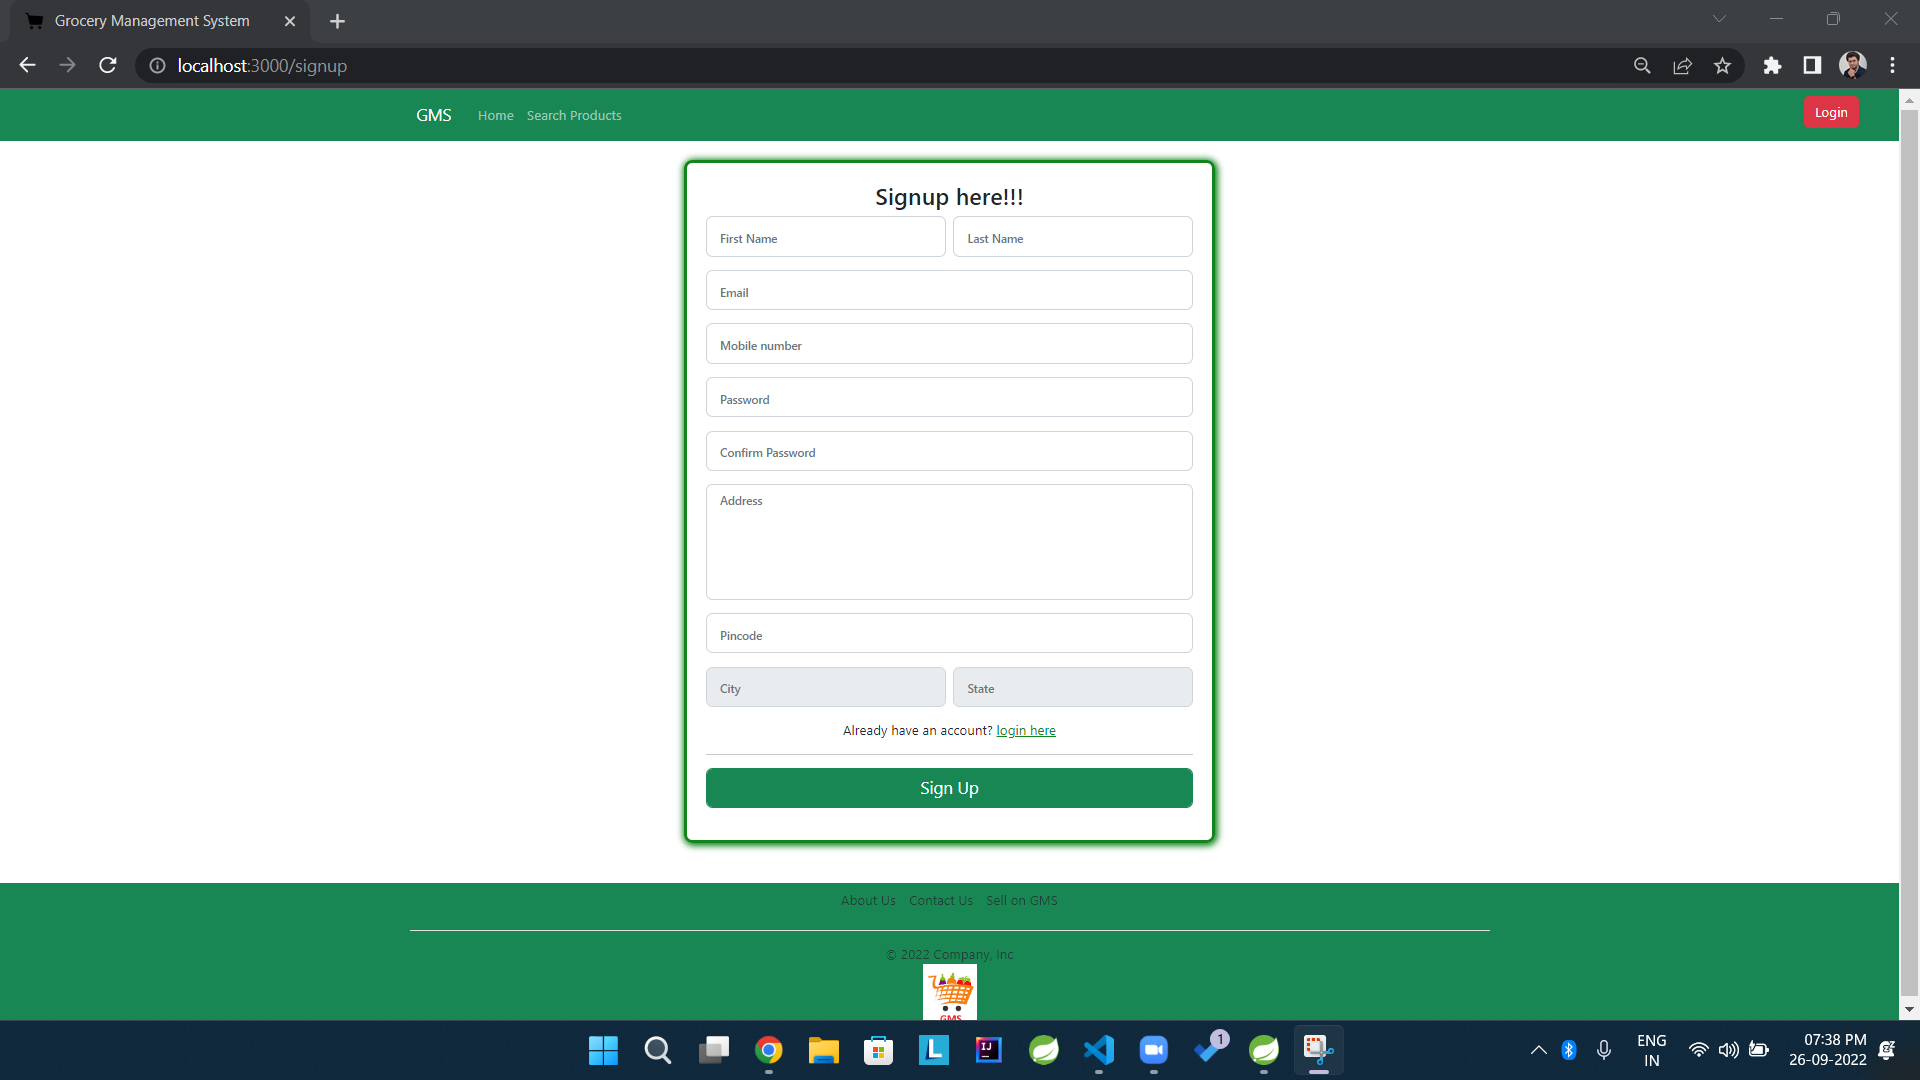 Grocery Management System
localhost:3000/signup
GMS Home Search Products Login
Signup here!!!
First Name Last Name
Email
Mobile number
Password
Confirm Password
Address
Pincode
City State
Already have an account? login here
Sign Up
About Us Contact Us Sell on GMS
© 2022 Company, Inc
GMS
L IJ 1
ENG
IN
07:38 PM
26-09-2022